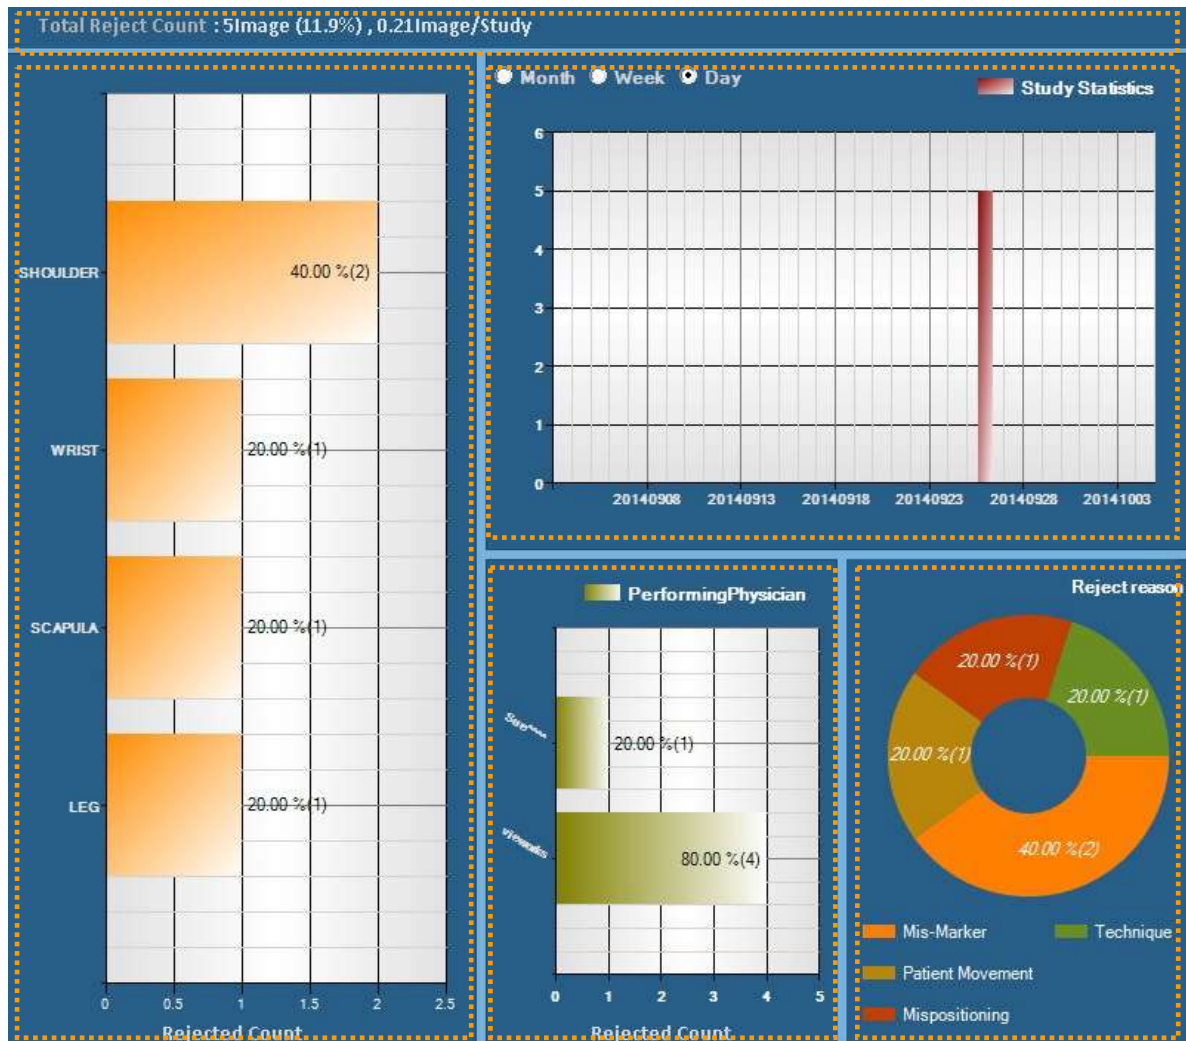 Total Reject Count : 5Image (11.9%) , 0.21Image/Study
SHOULDER
40.00 %(2)
WRIST
20.00 %(1)
SCAPULA
20.00 %(1)
LEG
20.00 %(1)
0 0.5 1 1.5 2 2.5
Rejected Count
Month Week Day
Study Statistics
6
5
4
3
2
1
0
20140908 20140913 20140918 20140923 20140928 20141003
PerformingPhysician
20.00 %(1)
vieworks
80.00 %(4)
0 1 2 3 4 5
Rejected Count
Reject reason
20.00 %(1)
20.00 %(1)
20.00 %(1)
40.00 %(2)
Mis-Marker Technique
Patient Movement
Mispositioning